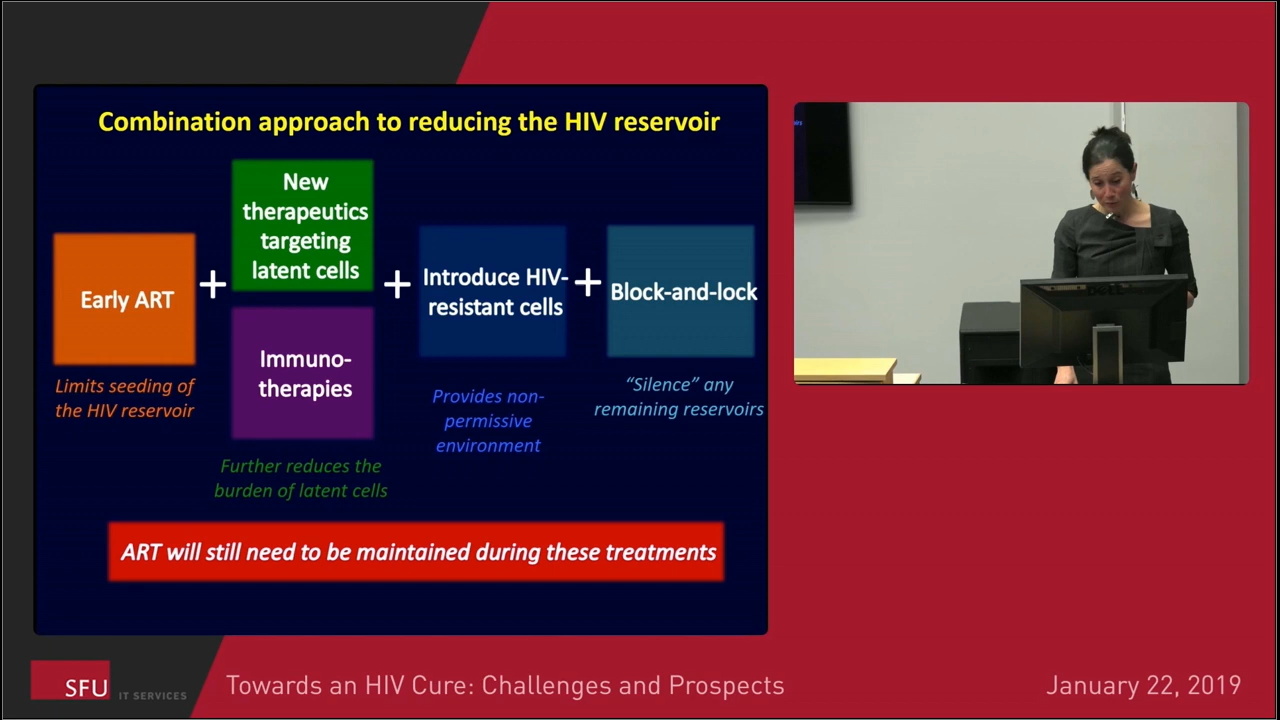 Combination approach to reducing the HIV reservoir
Early ART
Limits seeding of
the HIV reservoir
+
New
therapeutics
targeting
latent cells
Immuno-
therapies
Further reduces the
burden of latent cells
+
Introduce HIV-
resistant cells
Provides non-
permissive
environment
+
Block-and-lock
“Silence” any
remaining reservoirs
ART will still need to be maintained during these treatments
DELL
SFU IT SERVICES
Towards an HIV Cure: Challenges and Prospects
January 22, 2019